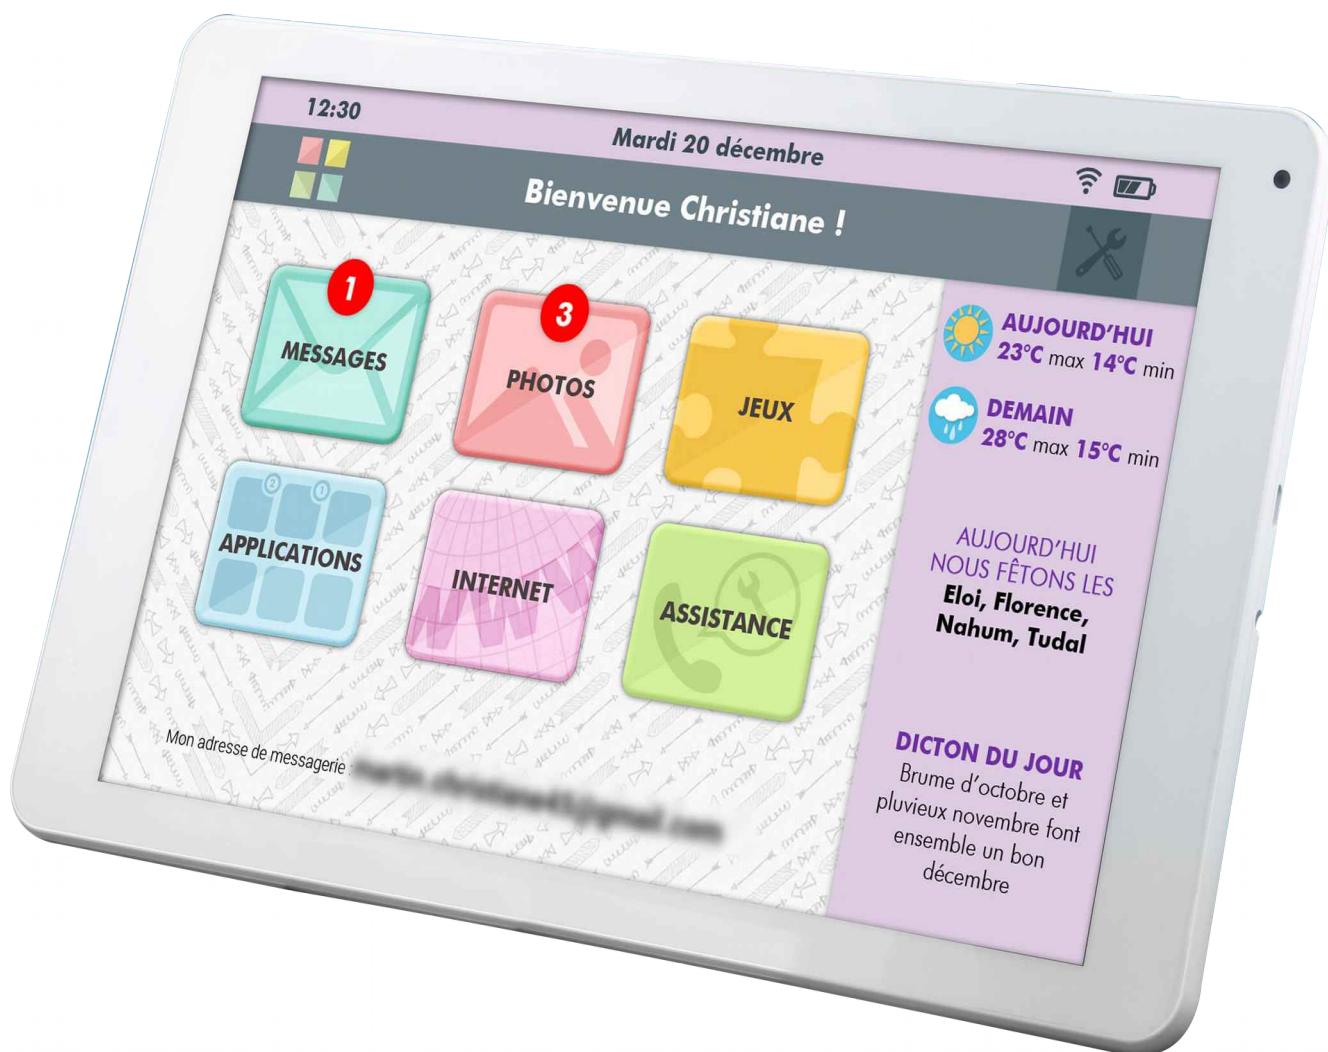 12:30
Mardi 20 décembre
Bienvenue Christiane !
1
MESSAGES
3
PHOTOS
JEUX
2
1
APPLICATIONS
INTERNET
ASSISTANCE
Mon adresse de messagerie :
AUJOURD'HUI
23°C max 14°C min
DEMAIN
28°C max 15°C min
AUJOURD'HUI
NOUS FÊTONS LES
Eloi, Florence,
Nahum, Tudal
DICTON DU JOUR
Brume d'octobre et
pluvieux novembre font
ensemble un bon
décembre